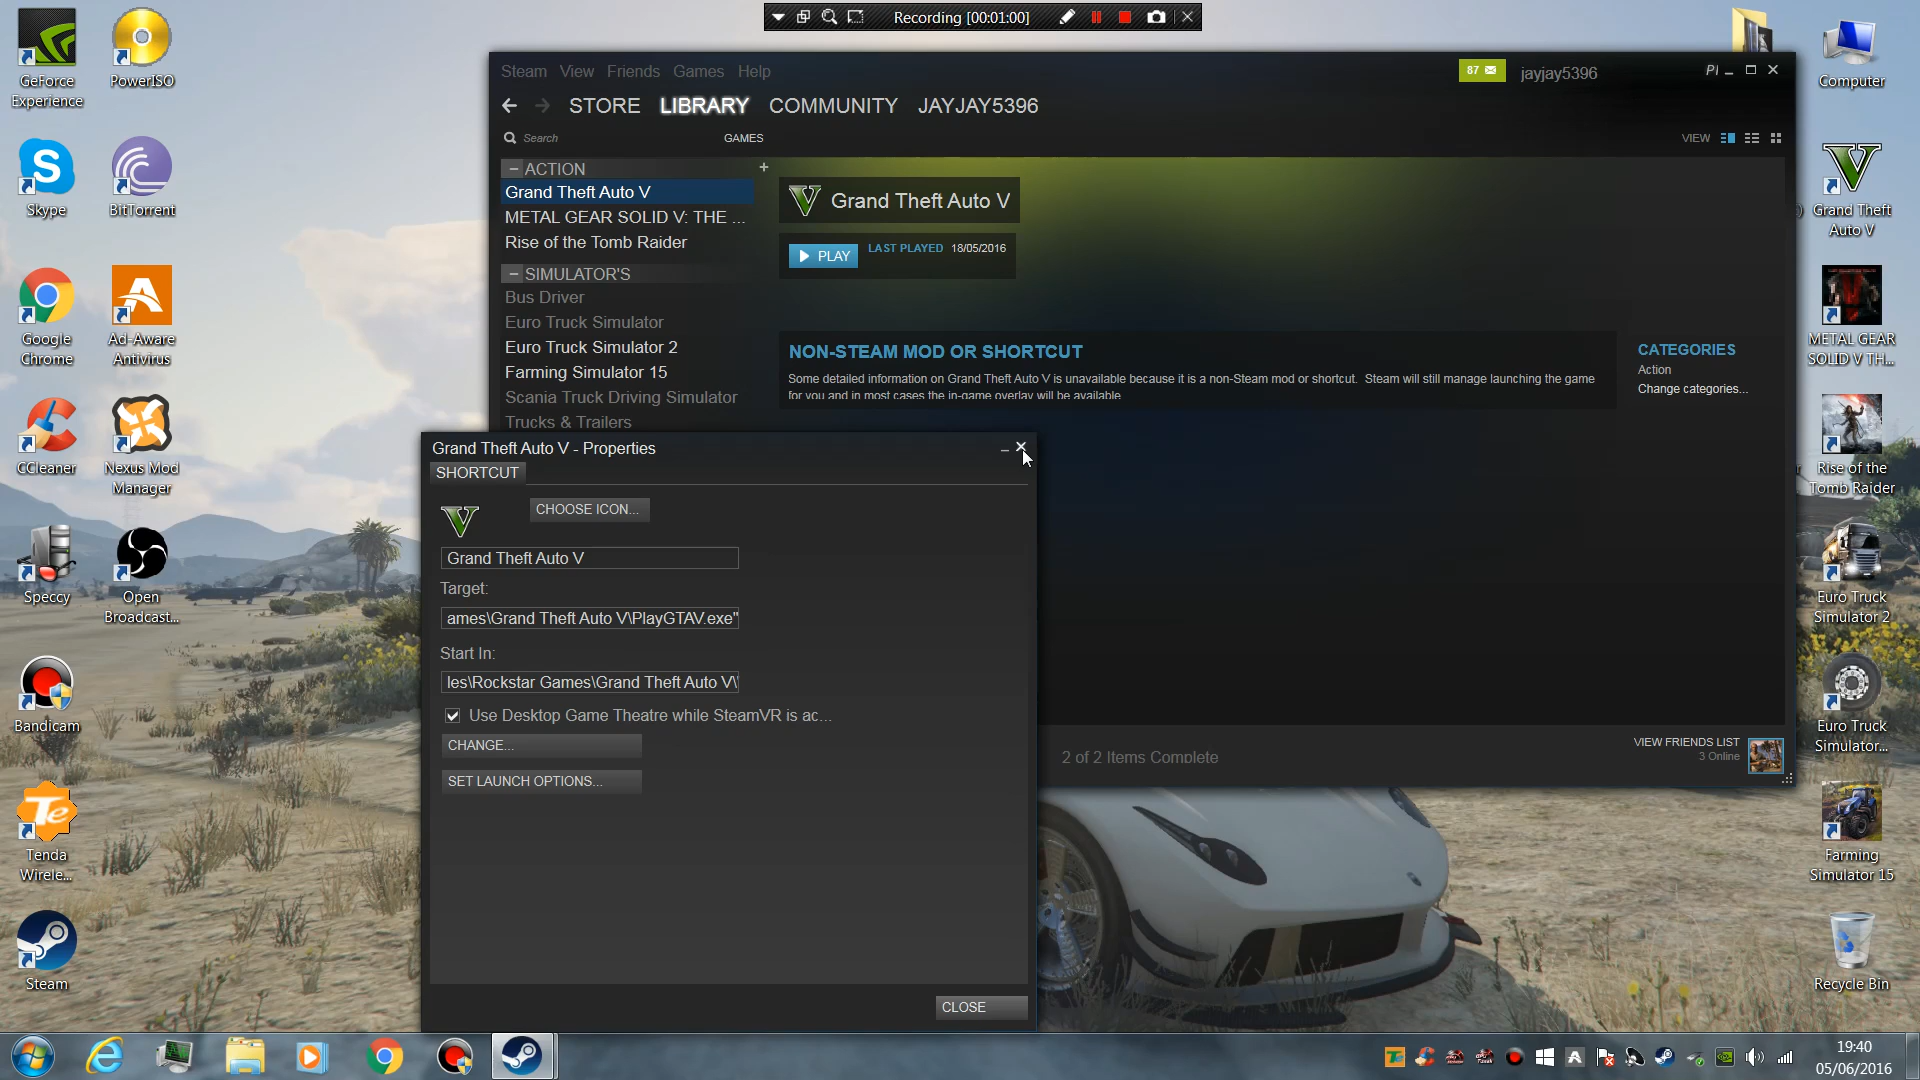 Recording [00:01:00]
GeForce
Experience
PowerISO
Skype
BitTorrent
Google
Chrome
Ad-Aware
Antivirus
CCleaner
Nexus Mod
Manager
Speccy
Open
Broadcast...
Bandicam
Tenda
Wirele...
Steam
Steam View Friends Games Help
87
jayjay5396
STORE LIBRARY COMMUNITY JAYJAY5396
Search
GAMES
VIEW
– ACTION
+
Grand Theft Auto V
METAL GEAR SOLID V: THE ...
Rise of the Tomb Raider
– SIMULATOR'S
Bus Driver
Euro Truck Simulator
Euro Truck Simulator 2
Farming Simulator 15
Scania Truck Driving Simulator
Trucks & Trailers
Grand Theft Auto V
PLAY
LAST PLAYED 18/05/2016
NON-STEAM MOD OR SHORTCUT
Some detailed information on Grand Theft Auto V is unavailable because it is a non-Steam mod or shortcut. Steam will still manage launching the game
for you and in most cases the in-game overlay will be available
CATEGORIES
Action
Change categories...
2 of 2 Items Complete
VIEW FRIENDS LIST
3 Online
Grand Theft Auto V - Properties
SHORTCUT
CHOOSE ICON...
Grand Theft Auto V
Target:
ames\Grand Theft Auto V\PlayGTAV.exe"
Start In:
les\Rockstar Games\Grand Theft Auto V\"
Use Desktop Game Theatre while SteamVR is ac...
CHANGE...
SET LAUNCH OPTIONS...
CLOSE
Computer
Grand Theft
Auto V
METAL GEAR
SOLID V TH...
Rise of the
Tomb Raider
Euro Truck
Simulator 2
Euro Truck
Simulator...
Farming
Simulator 15
Recycle Bin
19:40
05/06/2016